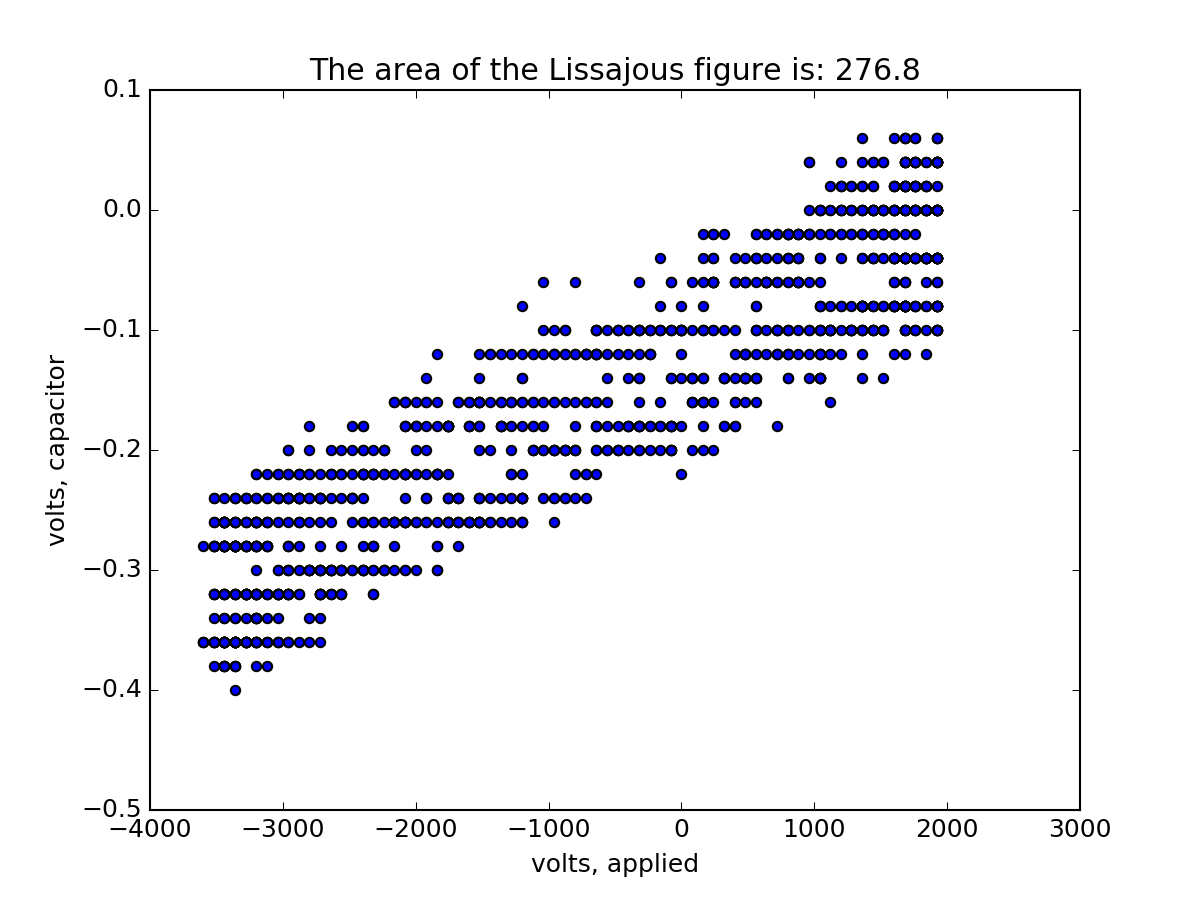 The area of the Lissajous figure is: 276.8
0.1
0.0
−0.1
−0.2
−0.3
−0.4
−0.5
volts, capacitor
−4000 −3000 −2000 −1000 0 1000 2000 3000
volts, applied